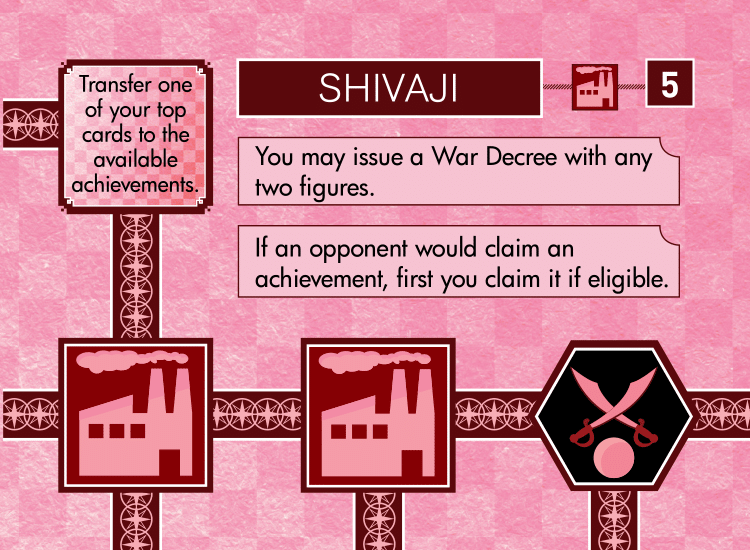 Transfer one
of your top
cards to the
available
achievements.
SHIVAJI
5
You may issue a War Decree with any
two figures.
If an opponent would claim an
achievement, first you claim it if eligible.